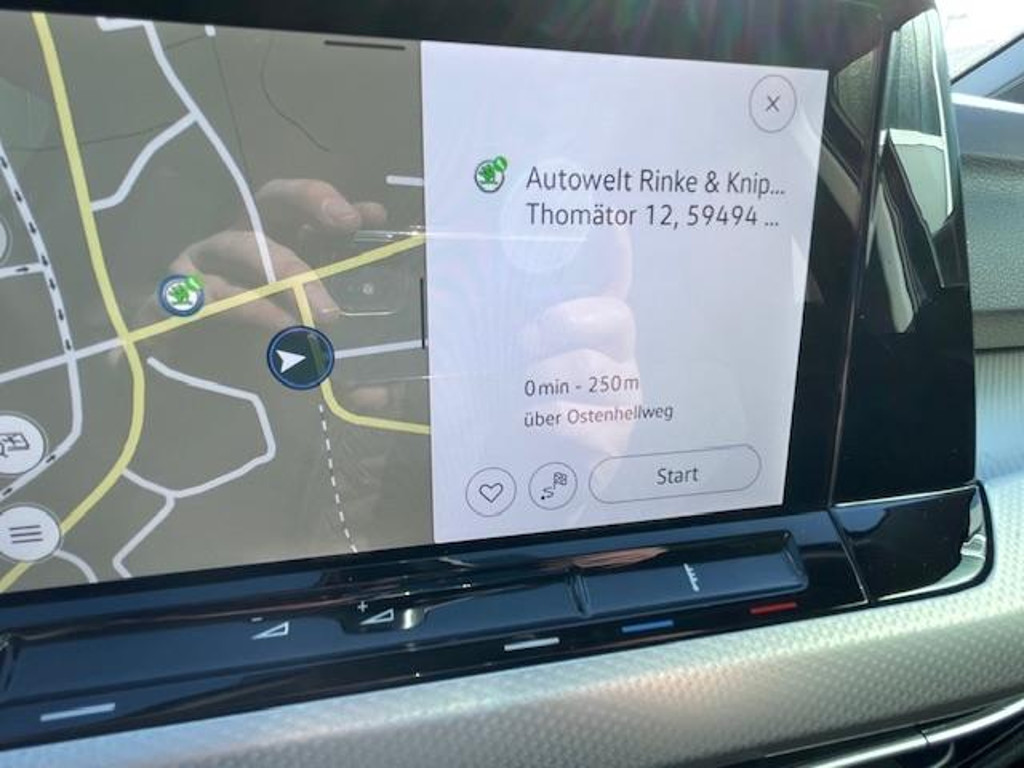 Autowelt Rinke & Knip...
Thomätor 12, 59494 ...
0 min - 250 m
über Ostenhellweg
Start